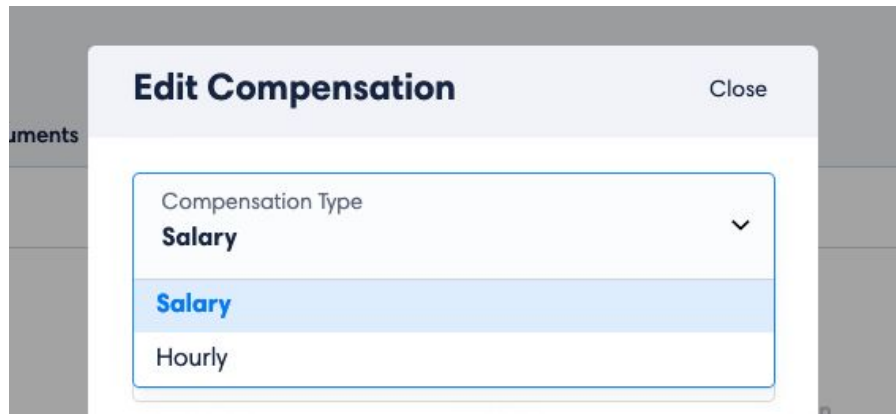 Edit Compensation
Close
uments
Compensation Type
Salary
Salary
Hourly